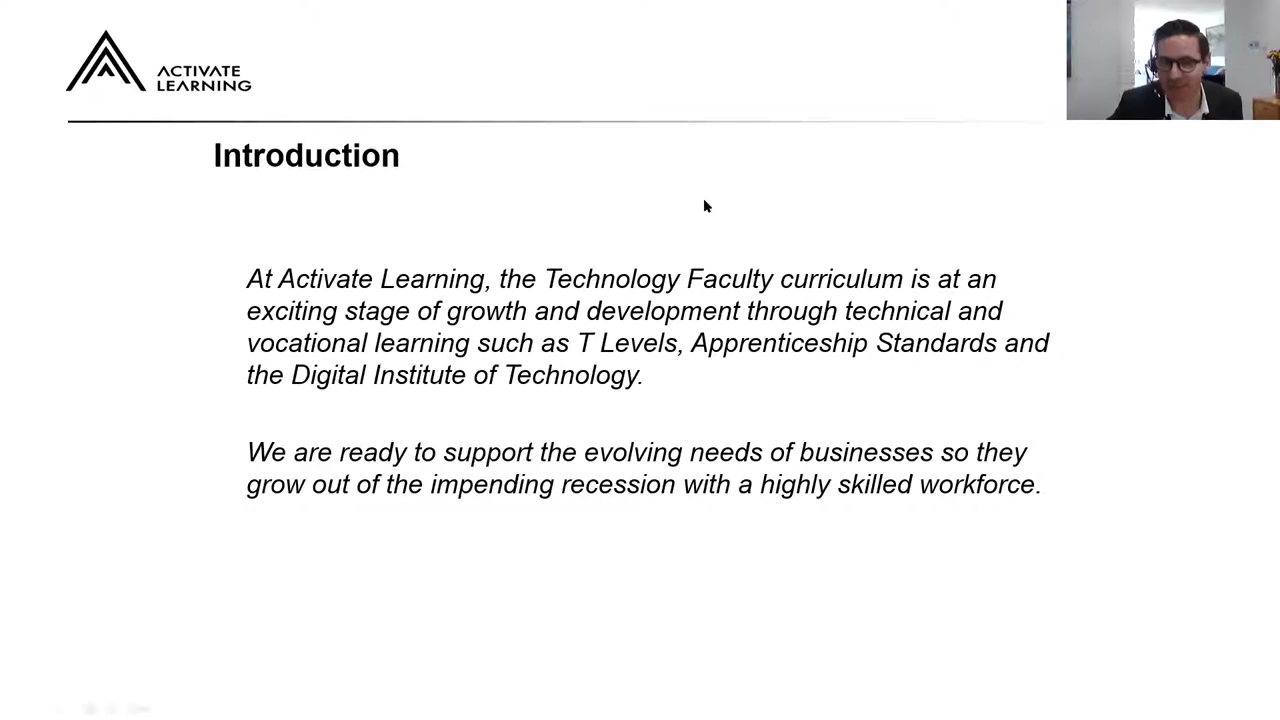 ACTIVATE
LEARNING
Introduction
At Activate Learning, the Technology Faculty curriculum is at an
exciting stage of growth and development through technical and
vocational learning such as T Levels, Apprenticeship Standards and
the Digital Institute of Technology.
We are ready to support the evolving needs of businesses so they
grow out of the impending recession with a highly skilled workforce.